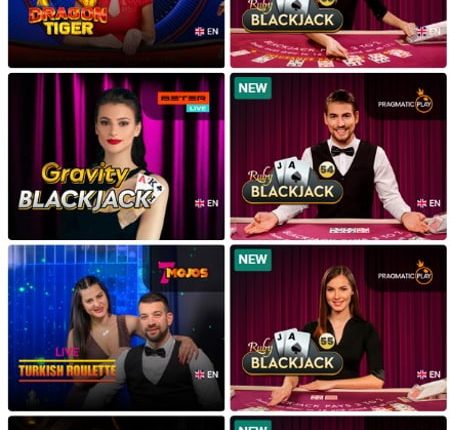 DRAGON
TIGER
EN
Ruby
BLACKJACK
EN
BETER
LIVE
Gravity
BLACKJACK
A
K
EN
NEW
PRAGMATIC PLAY
J
A
54
Ruby
BLACKJACK
EN
7 MOJOS
LIVE
TURKISH ROULETTE
EN
NEW
PRAGMATIC PLAY
J
A
55
Ruby
BLACKJACK
EN
NEW